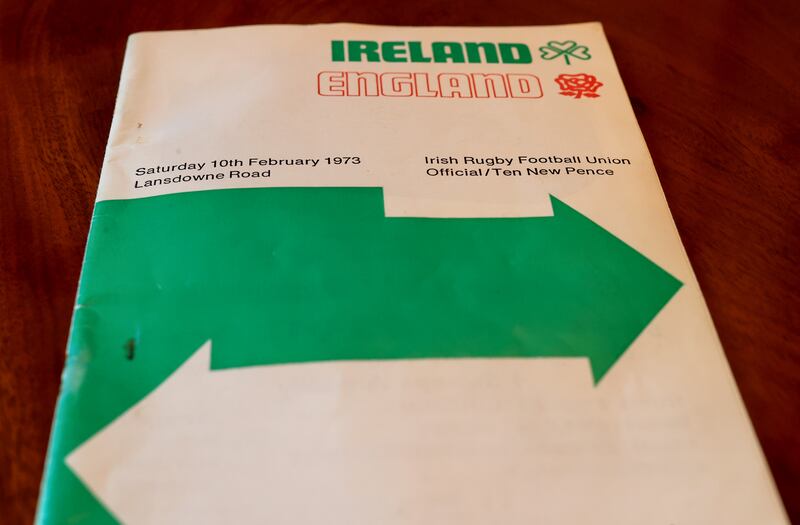 IRELAND
ENGLAND
Saturday 10th February 1973
Lansdowne Road
Irish Rugby Football Union
Official/Ten New Pence